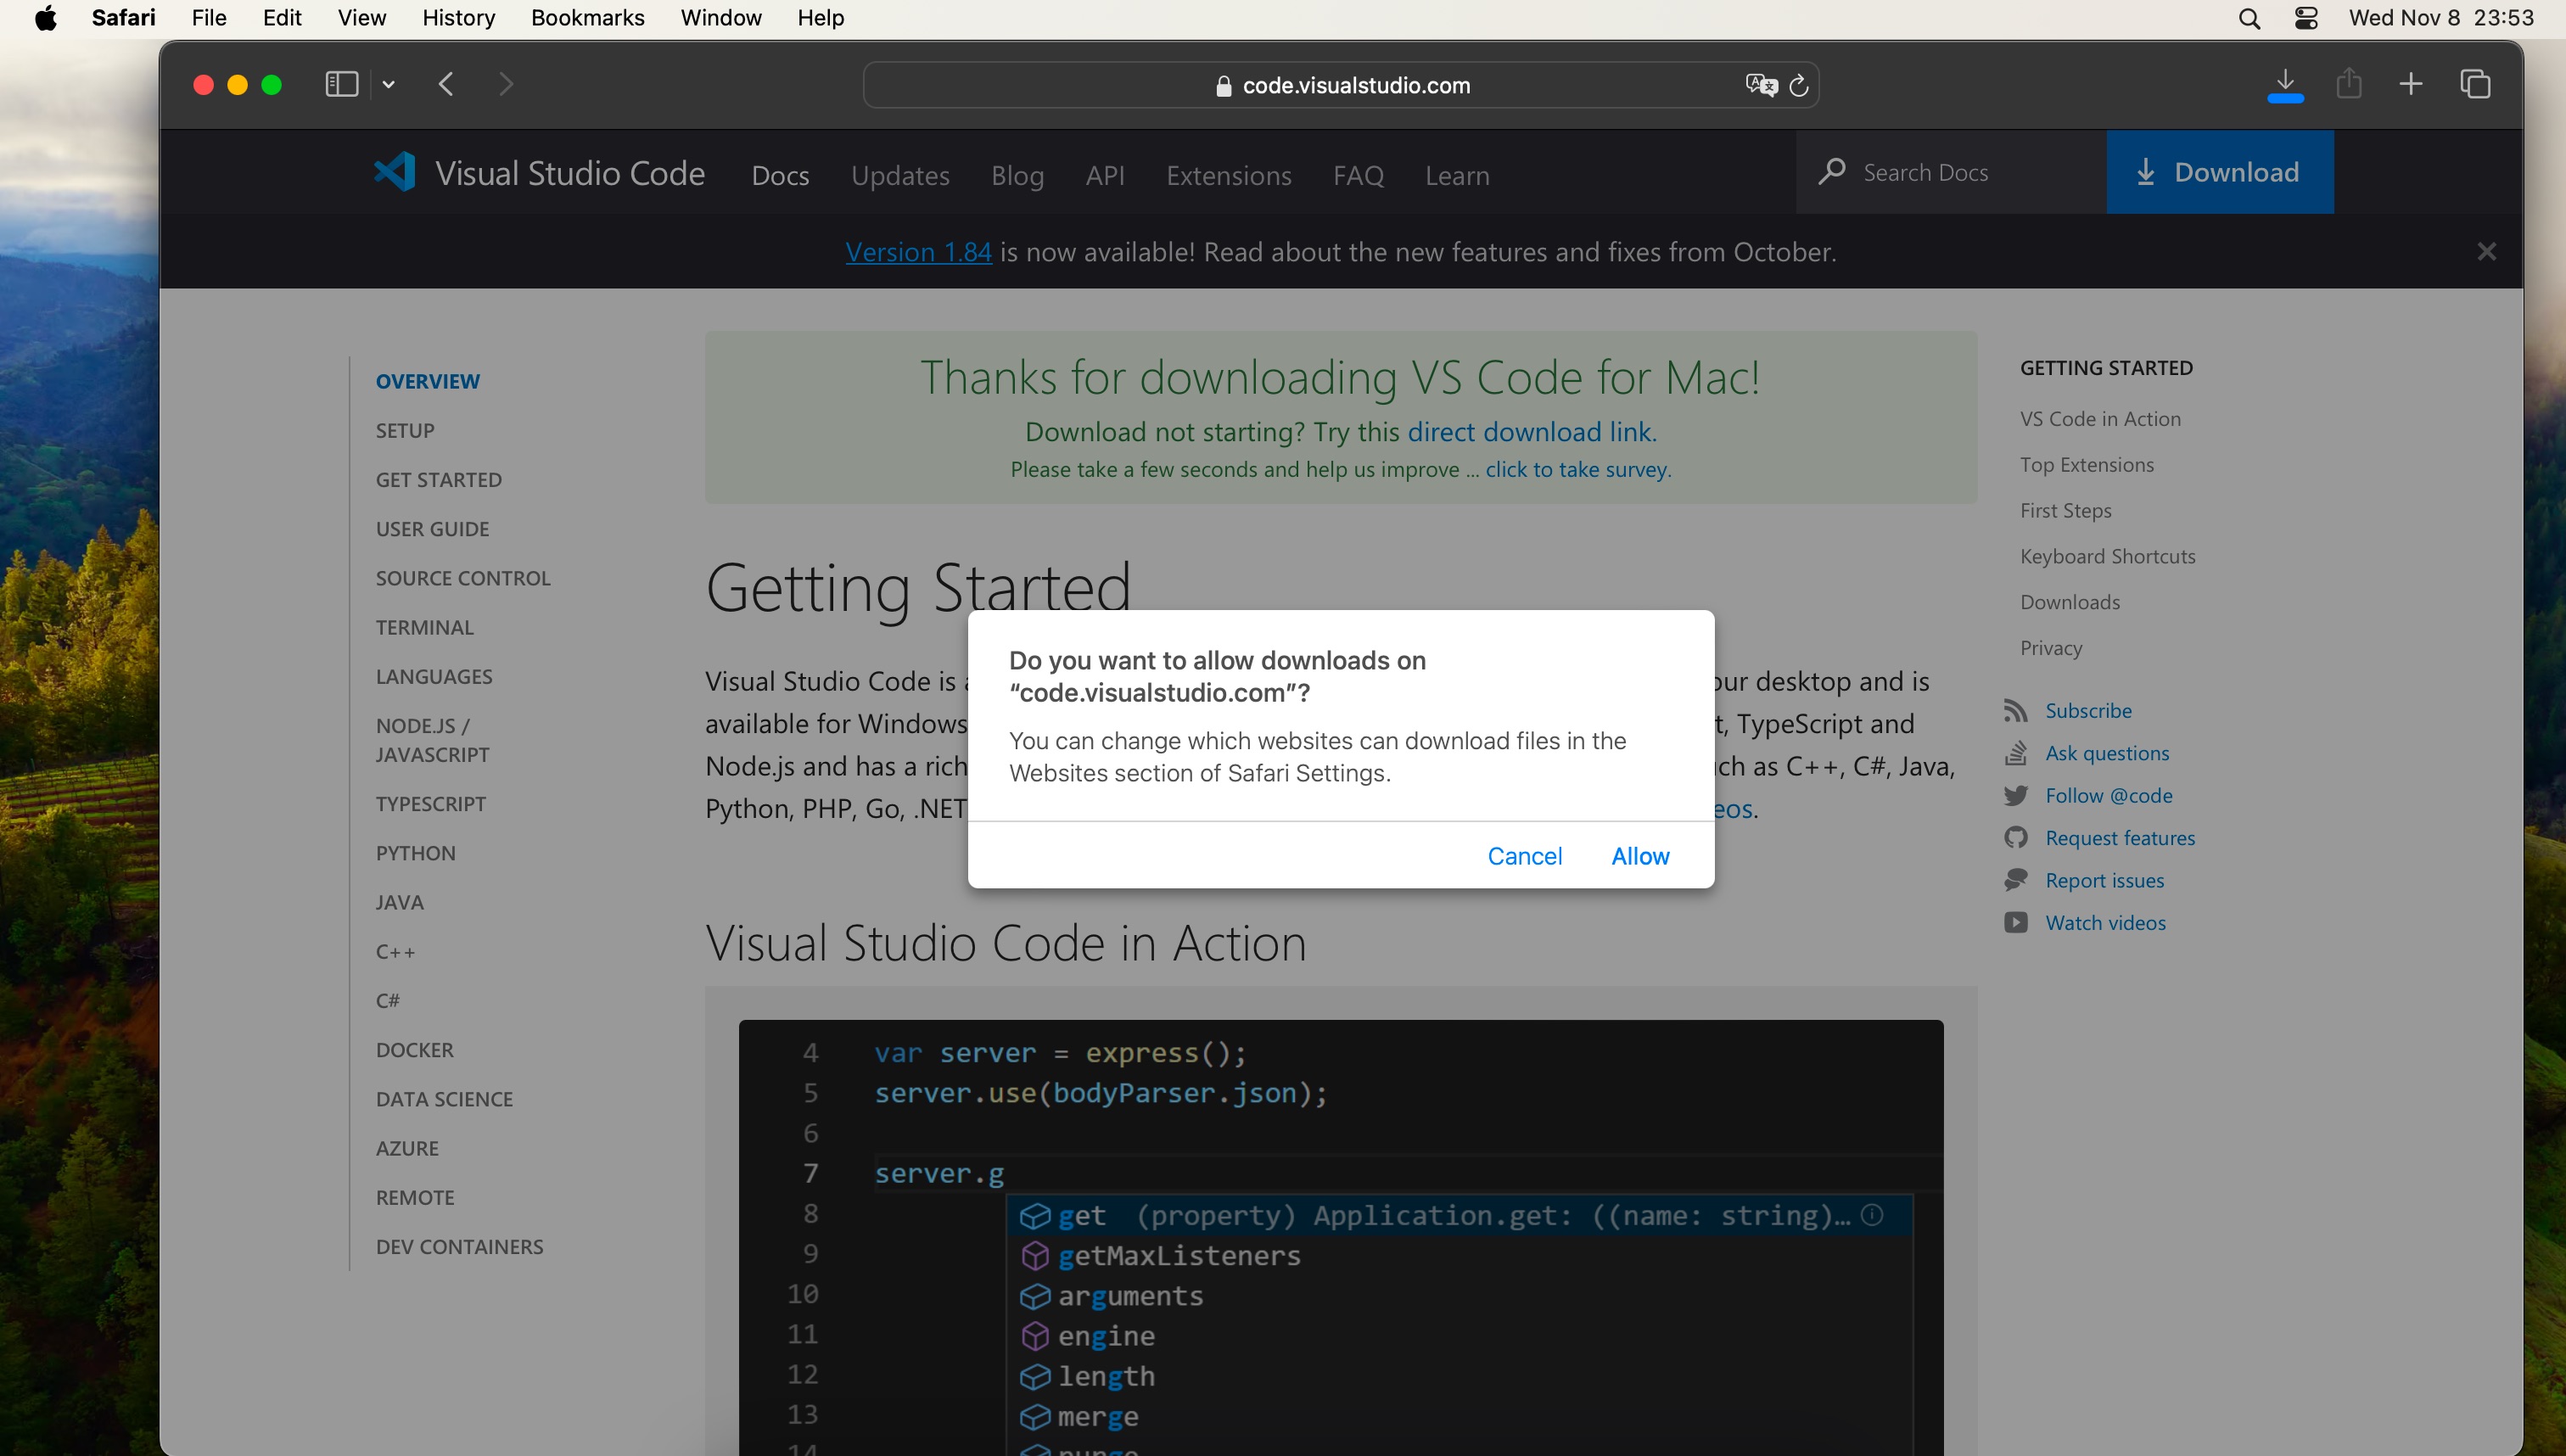 Safari File Edit View History Bookmarks Window Help
Wed Nov 8 23:53
code.visualstudio.com
Visual Studio Code Docs Updates Blog API Extensions FAQ Learn
Search Docs
Download
Version 1.84 is now available! Read about the new features and fixes from October.
OVERVIEW
SETUP
GET STARTED
USER GUIDE
SOURCE CONTROL
TERMINAL
LANGUAGES
NODE.JS /
JAVASCRIPT
TYPESCRIPT
PYTHON
JAVA
C++
C#
DOCKER
DATA SCIENCE
AZURE
REMOTE
DEV CONTAINERS
Thanks for downloading VS Code for Mac!
Download not starting? Try this direct download link.
Please take a few seconds and help us improve ... click to take survey.
Getting Started
Visual Studio Code is
desktop and is
available for Windows
TypeScript and
Node.js and has a rich
as C++, C#, Java,
Python, PHP, Go, .NET
Do you want to allow downloads on
“code.visualstudio.com”?
You can change which websites can download files in the
Websites section of Safari Settings.
Cancel Allow
Visual Studio Code in Action
4 var server = express();
5 server.use(bodyParser.json);
6
7 server.g
8 get (property) Application.get: ((name: string)…
9 getMaxListeners
10 arguments
11 engine
12 length
13 merge
GETTING STARTED
VS Code in Action
Top Extensions
First Steps
Keyboard Shortcuts
Downloads
Privacy
Subscribe
Ask questions
Follow @code
Request features
Report issues
Watch videos